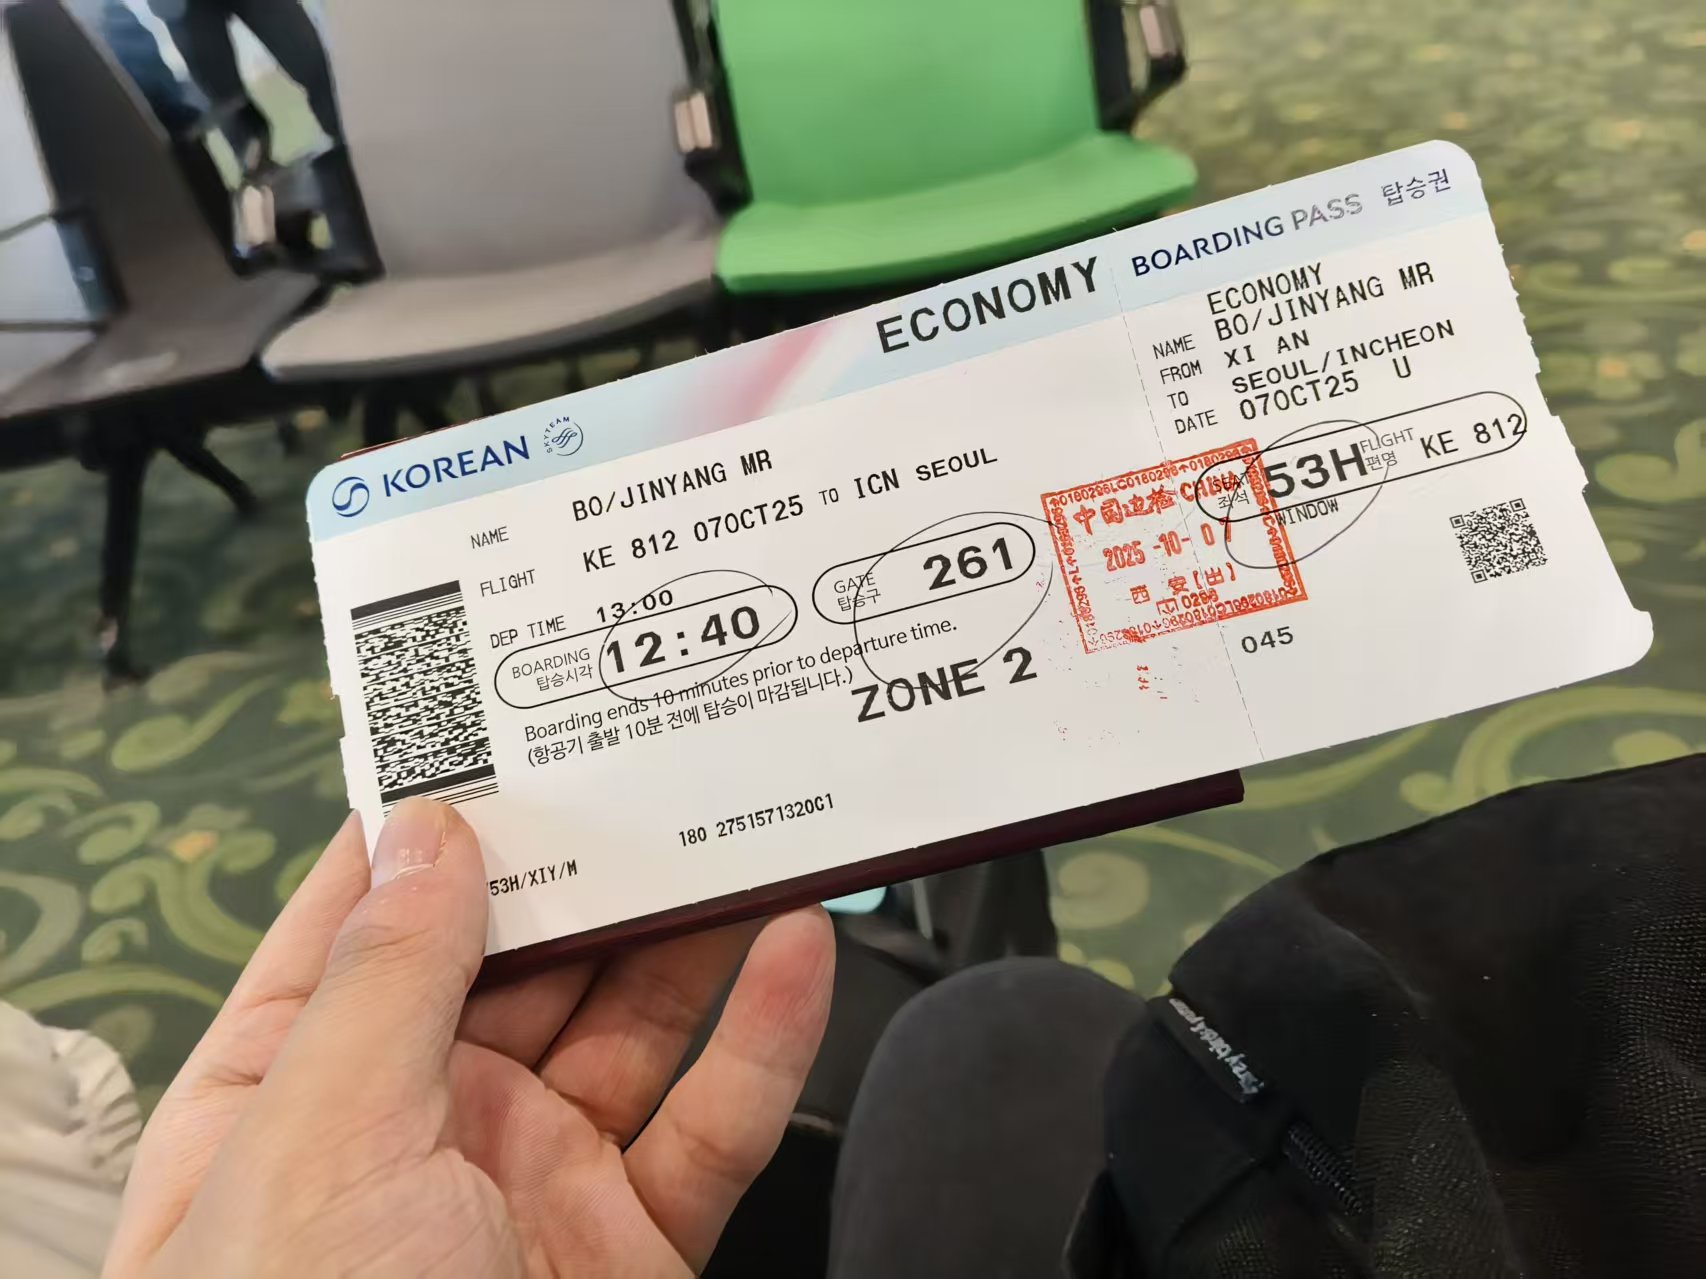 KOREAN
SKYTEAM
ECONOMY
NAME BO/JINYANG MR
FLIGHT KE 812 07OCT25 TO ICN SEOUL
DEP TIME 13:00
BOARDING 탑승시각 12:40
GATE 탑승구 261
Boarding ends 10 minutes prior to departure time.
(항공기 출발 10분 전에 탑승이 마감됩니다.)
ZONE 2
180 2751571320C1
53H/XIY/M
BOARDING PASS 탑승권
ECONOMY
NAME BO/JINYANG MR
FROM XI AN
TO SEOUL/INCHEON
DATE 07OCT25 U
SEAT 좌석 53H
WINDOW
FLIGHT 편명 KE 812
045
中国边检 CHINA
2025-10-07
西安(出)